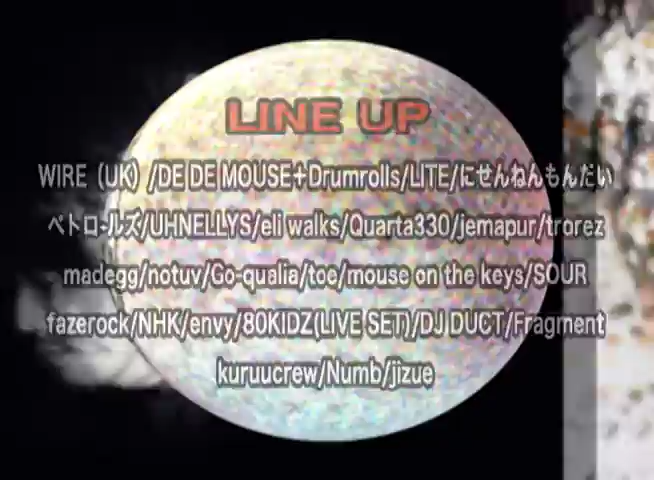 LINE UP
WIRE (UK) /DE DE MOUSE+Drumrolls/LITE/にせんねんもんだい
ペトロールズ/UHNELLYS/eli walks/Quarta330/jemapur/trorez
madegg/notuv/Go-qualia/toe/mouse on the keys/SOUR
fazerock/NHK/envy/80KIDZ(LIVE SET)/DJ DUCT/Fragment
kuruucrew/Numb/jizue